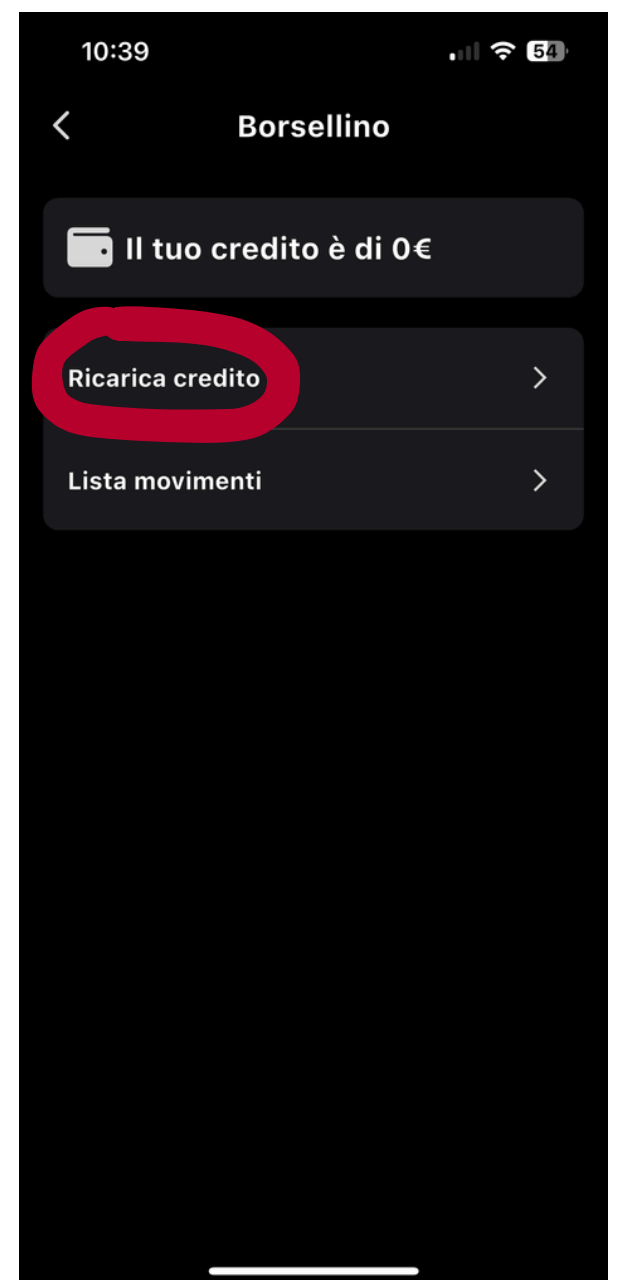 10:39
54
Borsellino
Il tuo credito è di 0€
Ricarica credito
Lista movimenti